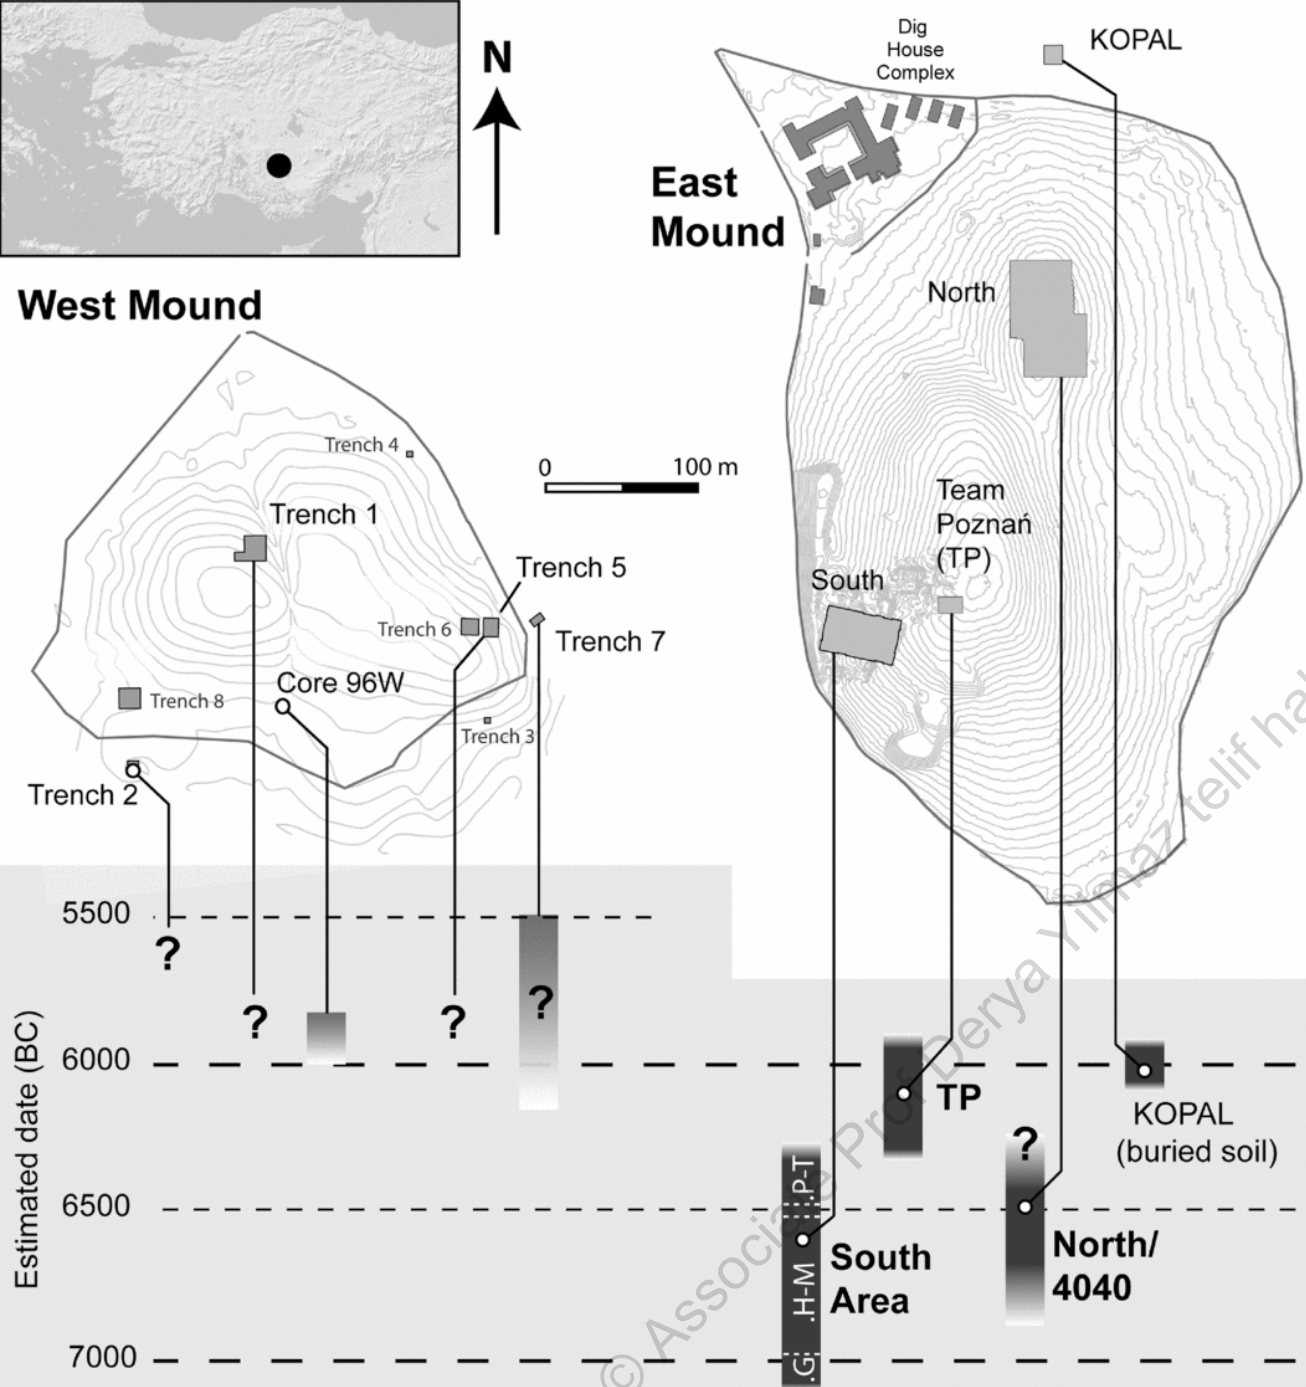 N
Dig
House
Complex
KOPAL
East
Mound
West Mound
North
Trench 4
0 100 m
Trench 1
Team
Poznań
(TP)
Trench 5
South
Trench 6
Trench 7
Core 96W
Trench 8
Trench 3
Trench 2
5500
?
?
?
?
Estimated date (BC)
6000
TP
KOPAL
(buried soil)
?
.P-T
6500
South
Area
.H-M
North/
4040
7000
.G
© Associate Prof Derya Yilmaz telif hal